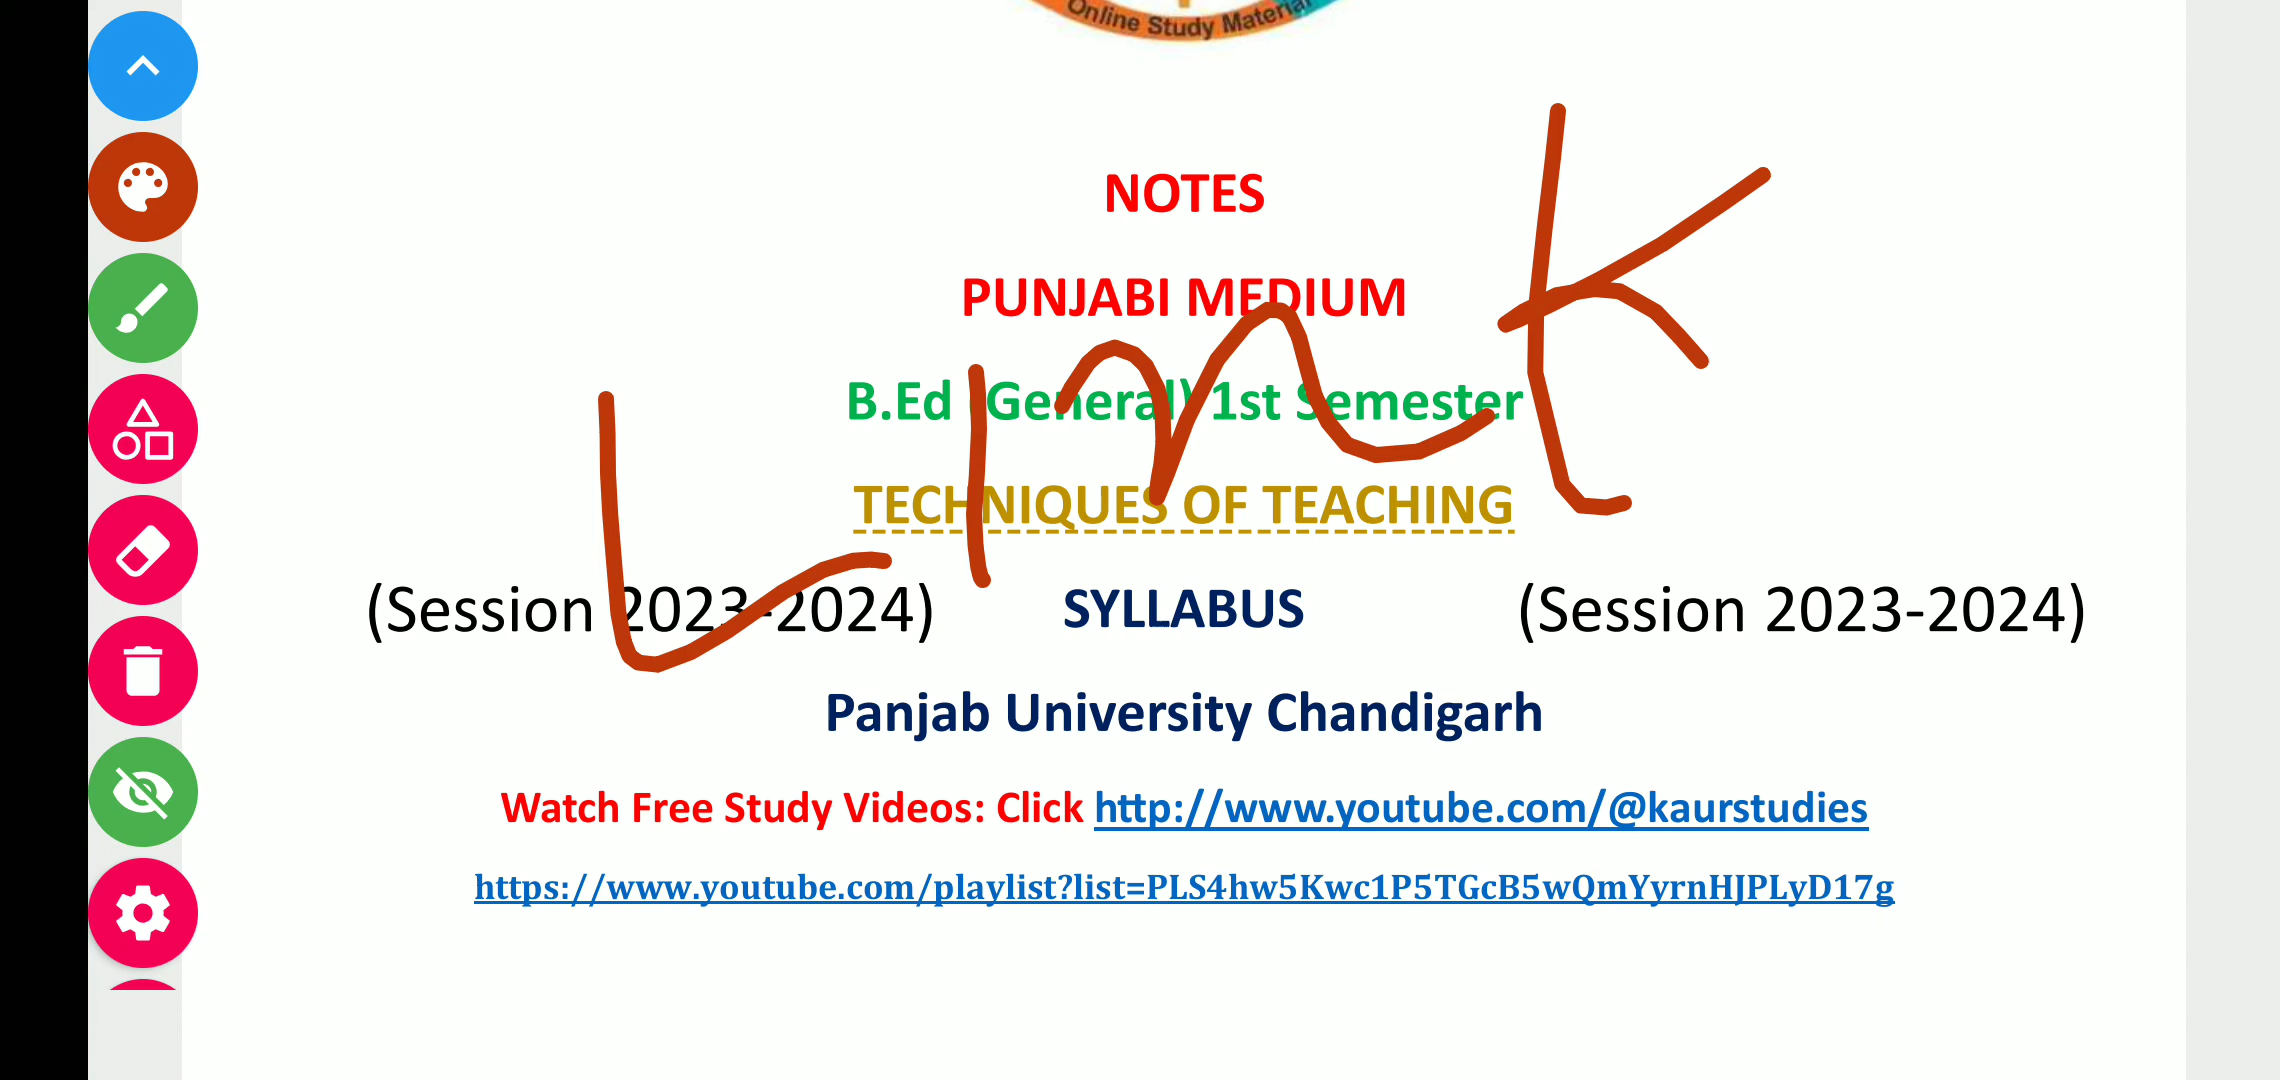 Online Study Material
NOTES
PUNJABI MEDIUM
B.Ed (General) 1st Semester
TECHNIQUES OF TEACHING
(Session 2023-2024) SYLLABUS (Session 2023-2024)
Panjab University Chandigarh
Watch Free Study Videos: Click http://www.youtube.com/@kaurstudies
https://www.youtube.com/playlist?list=PLS4hw5Kwc1P5TGcB5wQmYyrnHJPLyD17g
Link